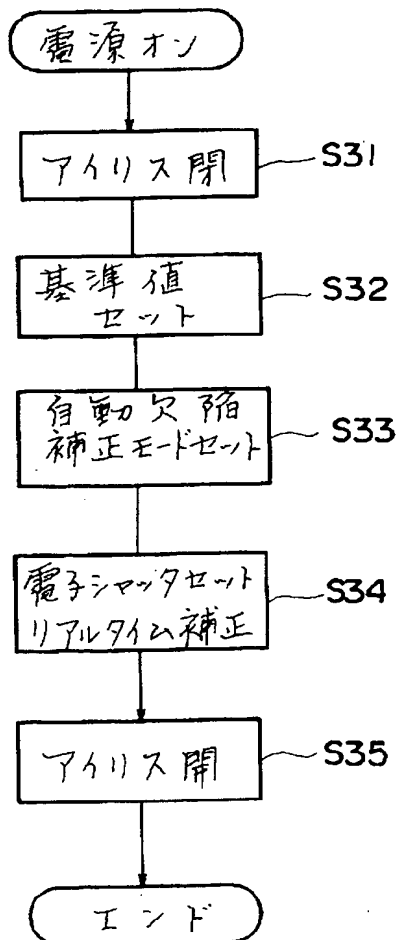 電源オン
アイリス閉
S31
基準値
セット
S32
自動欠陥
補正モードセット
S33
電子シャッタセット
リアルタイム補正
S34
アイリス開
S35
エンド